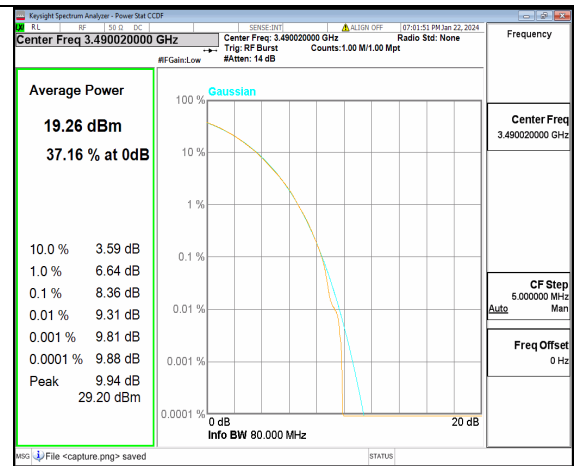 Keysight Spectrum Analyzer - Power Stat CCDF
RL RF 50 Ω DC SENSE:INT ALIGN OFF 07:01:51 PM Jan 22, 2024
Center Freq 3.490020000 GHz
Center Freq: 3.490020000 GHz Radio Std: None
Trig: RF Burst Counts:1.00 M/1.00 Mpt
#IFGain:Low #Atten: 14 dB
Frequency
Average Power
19.26 dBm
37.16 % at 0dB
10.0 % 3.59 dB
1.0 % 6.64 dB
0.1 % 8.36 dB
0.01 % 9.31 dB
0.001 % 9.81 dB
0.0001 % 9.88 dB
Peak 9.94 dB
29.20 dBm
Gaussian
100 %
10 %
1 %
0.1 %
0.01 %
0.001 %
0.0001 %
0 dB 20 dB
Info BW 80.000 MHz
Center Freq
3.490020000 GHz
CF Step
5.000000 MHz
Auto Man
Freq Offset
0 Hz
MSG File <capture.png> saved STATUS